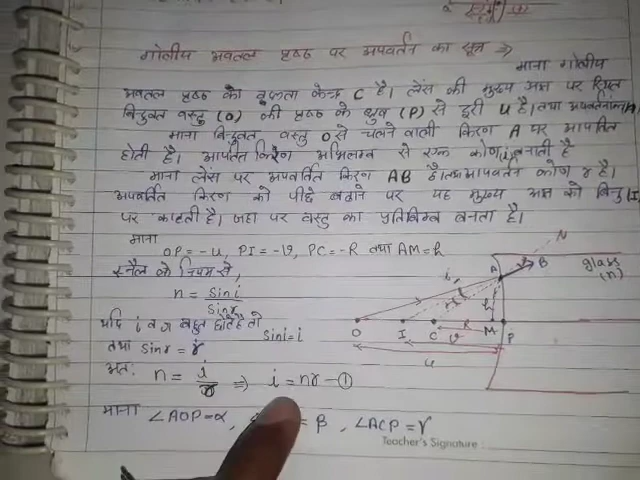 गोलीय अवतल पृष्ठ पर अपवर्तन का सूत्र ⇒
माना गोलीय
अवतल पृष्ठ का वक्रता केन्द्र C है। लेंस की मुख्य अक्ष पर स्थित
बिन्दुवत वस्तु (O) की पृष्ठ के ध्रुव (P) से दूरी u है। तथा
माना बिन्दुवत वस्तु O से चलने वाली किरण A पर आपतित
होती है। आपतित किरण अभिलम्ब से एक कोण (i) बनाती है
माना लेंस पर अपवर्तित किरण AB है। तथा अपवर्तन कोण r है।
अपवर्तित किरण को पीछे बढाने पर यह मुख्य अक्ष को बिन्दु (I)
पर काटती है। जहा पर वस्तु का प्रतिबिम्ब बनता है।
माना
OP = -u, PI = -v, PC = -R तथा AM = h
स्नैल के नियम से,
n = sin i / sin r
यदि i व r बहुत छोटे है तो
sin i = i
तथा sin r = r
अतः n = i / r ⇒ i = nr - ①
माना ∠AOP = α, = β, ∠ACP = γ
N
A
B
glass
(n)
i
r
h
O
I
C
M
P
R
v
u
Teacher's Signature